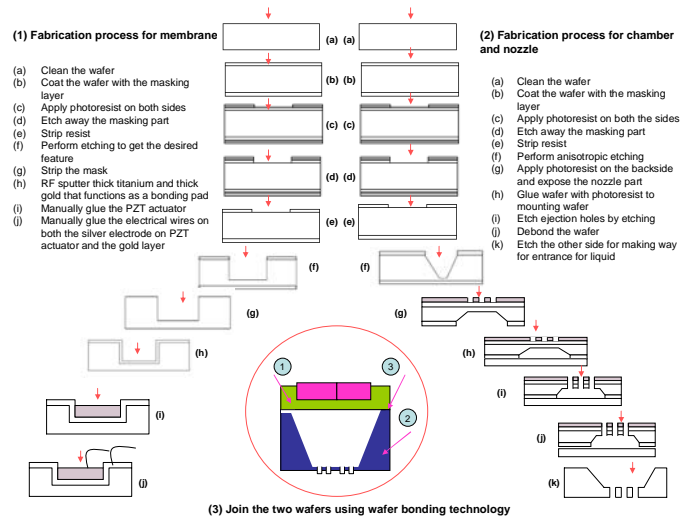 (1) Fabrication process for membrane
(a) Clean the wafer
(b) Coat the wafer with the masking
layer
(c) Apply photoresist on both sides
(d) Etch away the masking part
(e) Strip resist
(f) Perform etching to get the desired
feature
(g) Strip the mask
(h) RF sputter thick titanium and thick
gold that functions as a bonding pad
(i) Manually glue the PZT actuator
(j) Manually glue the electrical wires on
both the silver electrode on PZT
actuator and the gold layer
(a) (a)
(b) (b)
(c) (c)
(d) (d)
(e) (e)
(f)
(g)
(h)
(i)
(j)
(2) Fabrication process for chamber
and nozzle
(a) Clean the wafer
(b) Coat the wafer with the masking
layer
(c) Apply photoresist on both the sides
(d) Etch away the masking part
(e) Strip resist
(f) Perform anisotropic etching
(g) Apply photoresist on the backside
and expose the nozzle part
(h) Glue wafer with photoresist to
mounting wafer
(i) Etch ejection holes by etching
(j) Debond the wafer
(k) Etch the other side for making way
for entrance for liquid
(f)
(g)
(h)
(i)
(j)
(k)
1
3
2
(3) Join the two wafers using wafer bonding technology